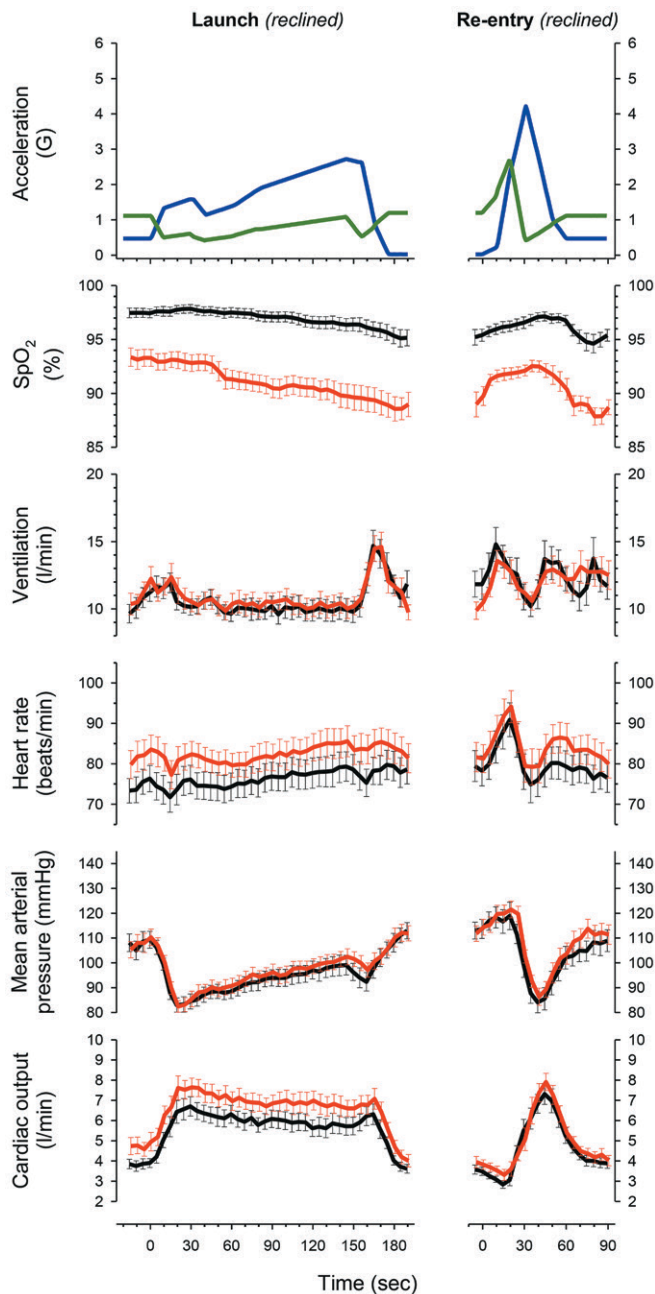 Launch (reclined) Re-entry (reclined)
6 6
5 5
4 4
3 3
2 2
1 1
0 0
Acceleration
(G)
100 100
95 95
90 90
85 85
SpO2
(%)
20 20
15 15
10 10
Ventilation
(l/min)
100 100
90 90
80 80
70 70
Heart rate
(beats/min)
140 140
130 130
120 120
110 110
100 100
90 90
80 80
Mean arterial
pressure (mmHg)
10 10
9 9
8 8
7 7
6 6
5 5
4 4
3 3
2 2
Cardiac output
(l/min)
0 30 60 90 120 150 180 0 30 60 90
Time (sec)